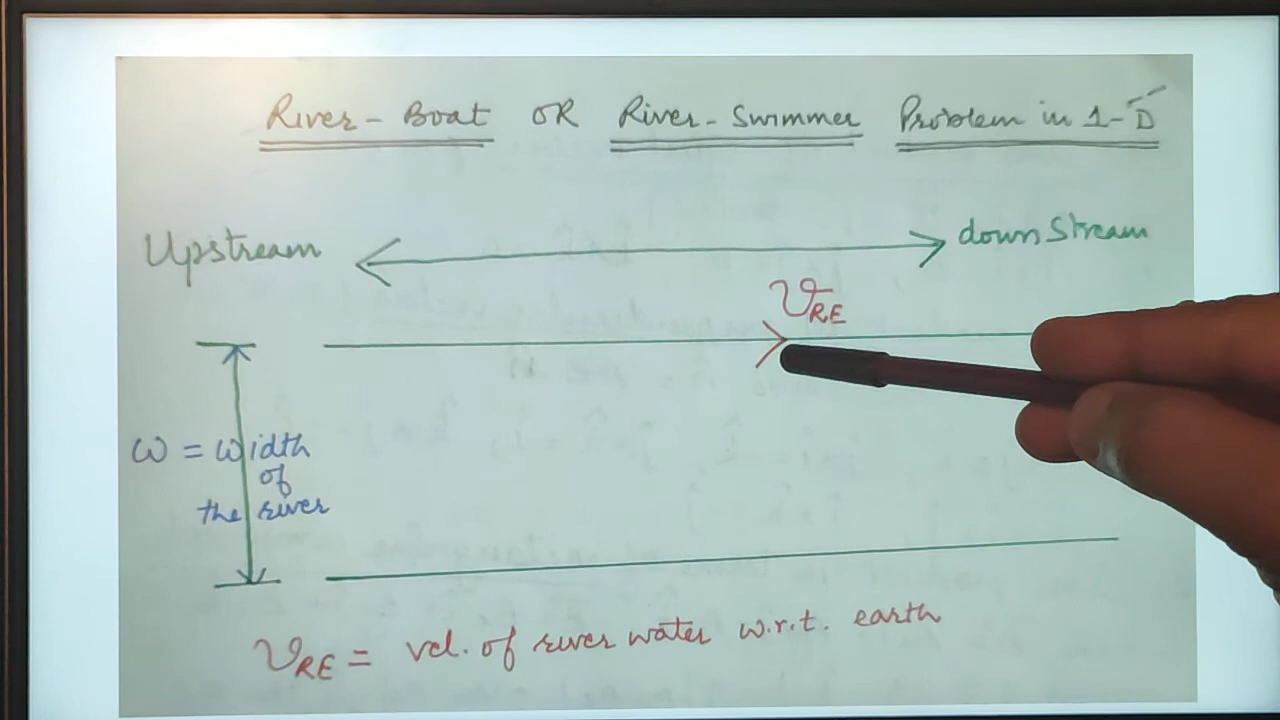 River - Boat OR River - Swimmer Problem in 1-D
Upstream
downStream
VRE
W = width
of
the river
VRE = vel. of river water w.r.t. earth